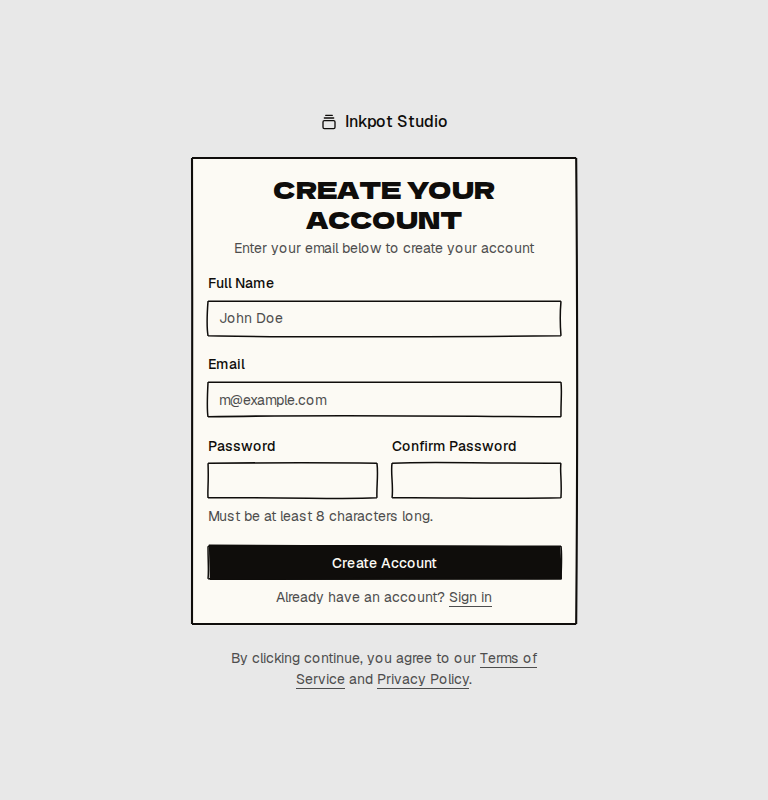 Inkpot Studio
CREATE YOUR
ACCOUNT
Enter your email below to create your account
Full Name
John Doe
Email
m@example.com
Password
Confirm Password
Must be at least 8 characters long.
Create Account
Already have an account? Sign in
By clicking continue, you agree to our Terms of
Service and Privacy Policy.